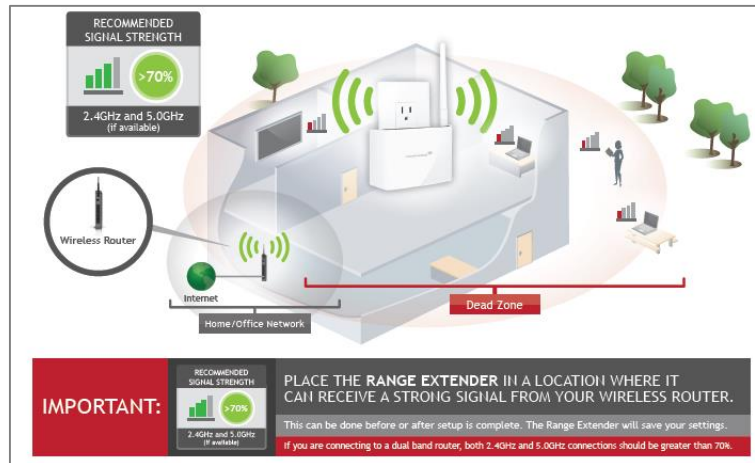 RECOMMENDED
SIGNAL STRENGTH
>70%
2.4GHz and 5.0GHz
(if available)
Wireless Router
Internet
Home/Office Network
Dead Zone
IMPORTANT:
RECOMMENDED
SIGNAL STRENGTH
>70%
2.4GHz and 5.0GHz
(if available)
PLACE THE RANGE EXTENDER IN A LOCATION WHERE IT
CAN RECEIVE A STRONG SIGNAL FROM YOUR WIRELESS ROUTER.
This can be done before or after setup is complete. The Range Extender will save your settings.
If you are connecting to a dual band router, both 2.4GHz and 5.0GHz connections should be greater than 70%.